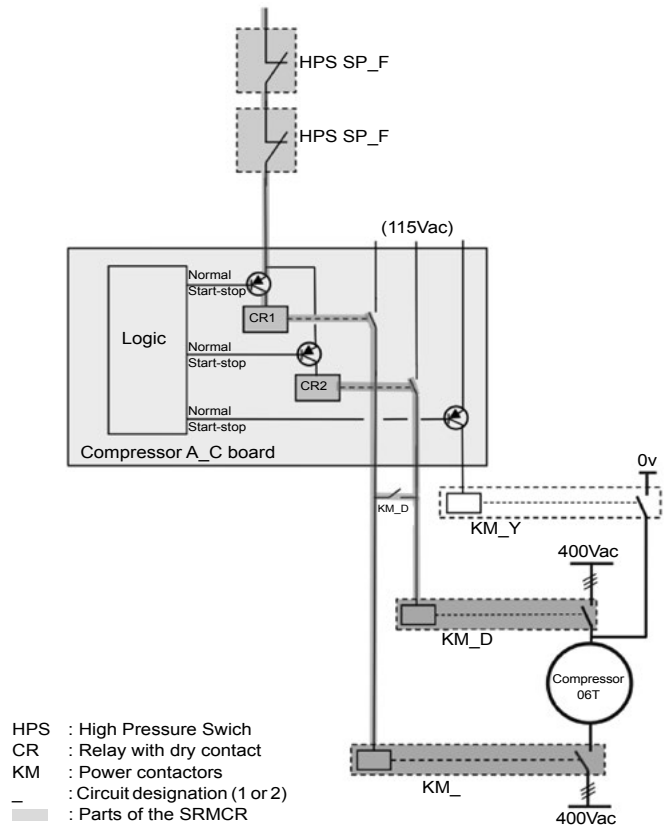 HPS SP_F
HPS SP_F
(115Vac)
Normal
Start-stop
CR1
Logic
Normal
Start-stop
CR2
Normal
Start-stop
Compressor A_C board
0v
KM_D
KM_Y
400Vac
KM_D
Compressor
06T
KM_
400Vac
HPS : High Pressure Swich
CR : Relay with dry contact
KM : Power contactors
_ : Circuit designation (1 or 2)
: Parts of the SRMCR